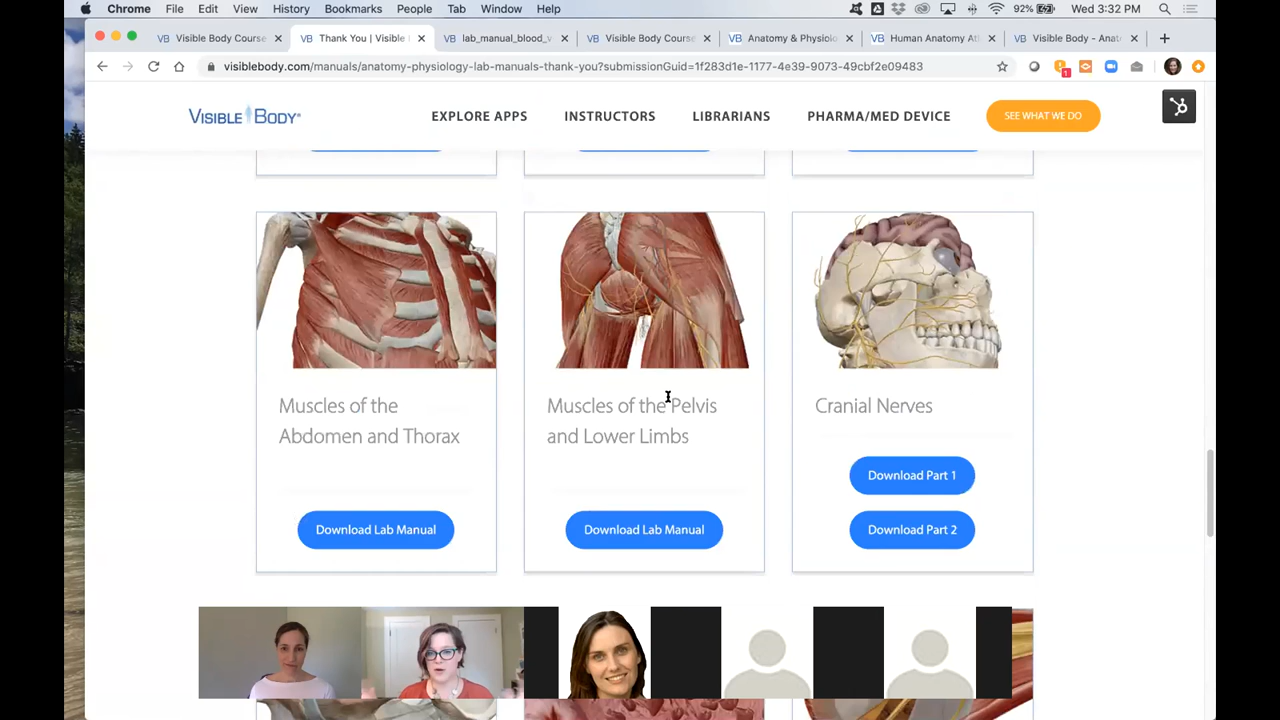 Chrome File Edit View History Bookmarks People Tab Window Help 92% Wed 3:32 PM
Visible Body Course Thank You | Visible lab_manual_blood_v Visible Body Course Anatomy & Physiolo Human Anatomy Atl Visible Body - Anat
visiblebody.com/manuals/anatomy-physiology-lab-manuals-thank-you?submissionGuid=1f283d1e-1177-4e39-9073-49cbf2e09483
1
VISIBLE BODY EXPLORE APPS INSTRUCTORS LIBRARIANS PHARMA/MED DEVICE SEE WHAT WE DO
Muscles of the
Abdomen and Thorax
Download Lab Manual
Muscles of the Pelvis
and Lower Limbs
Download Lab Manual
Cranial Nerves
Download Part 1
Download Part 2